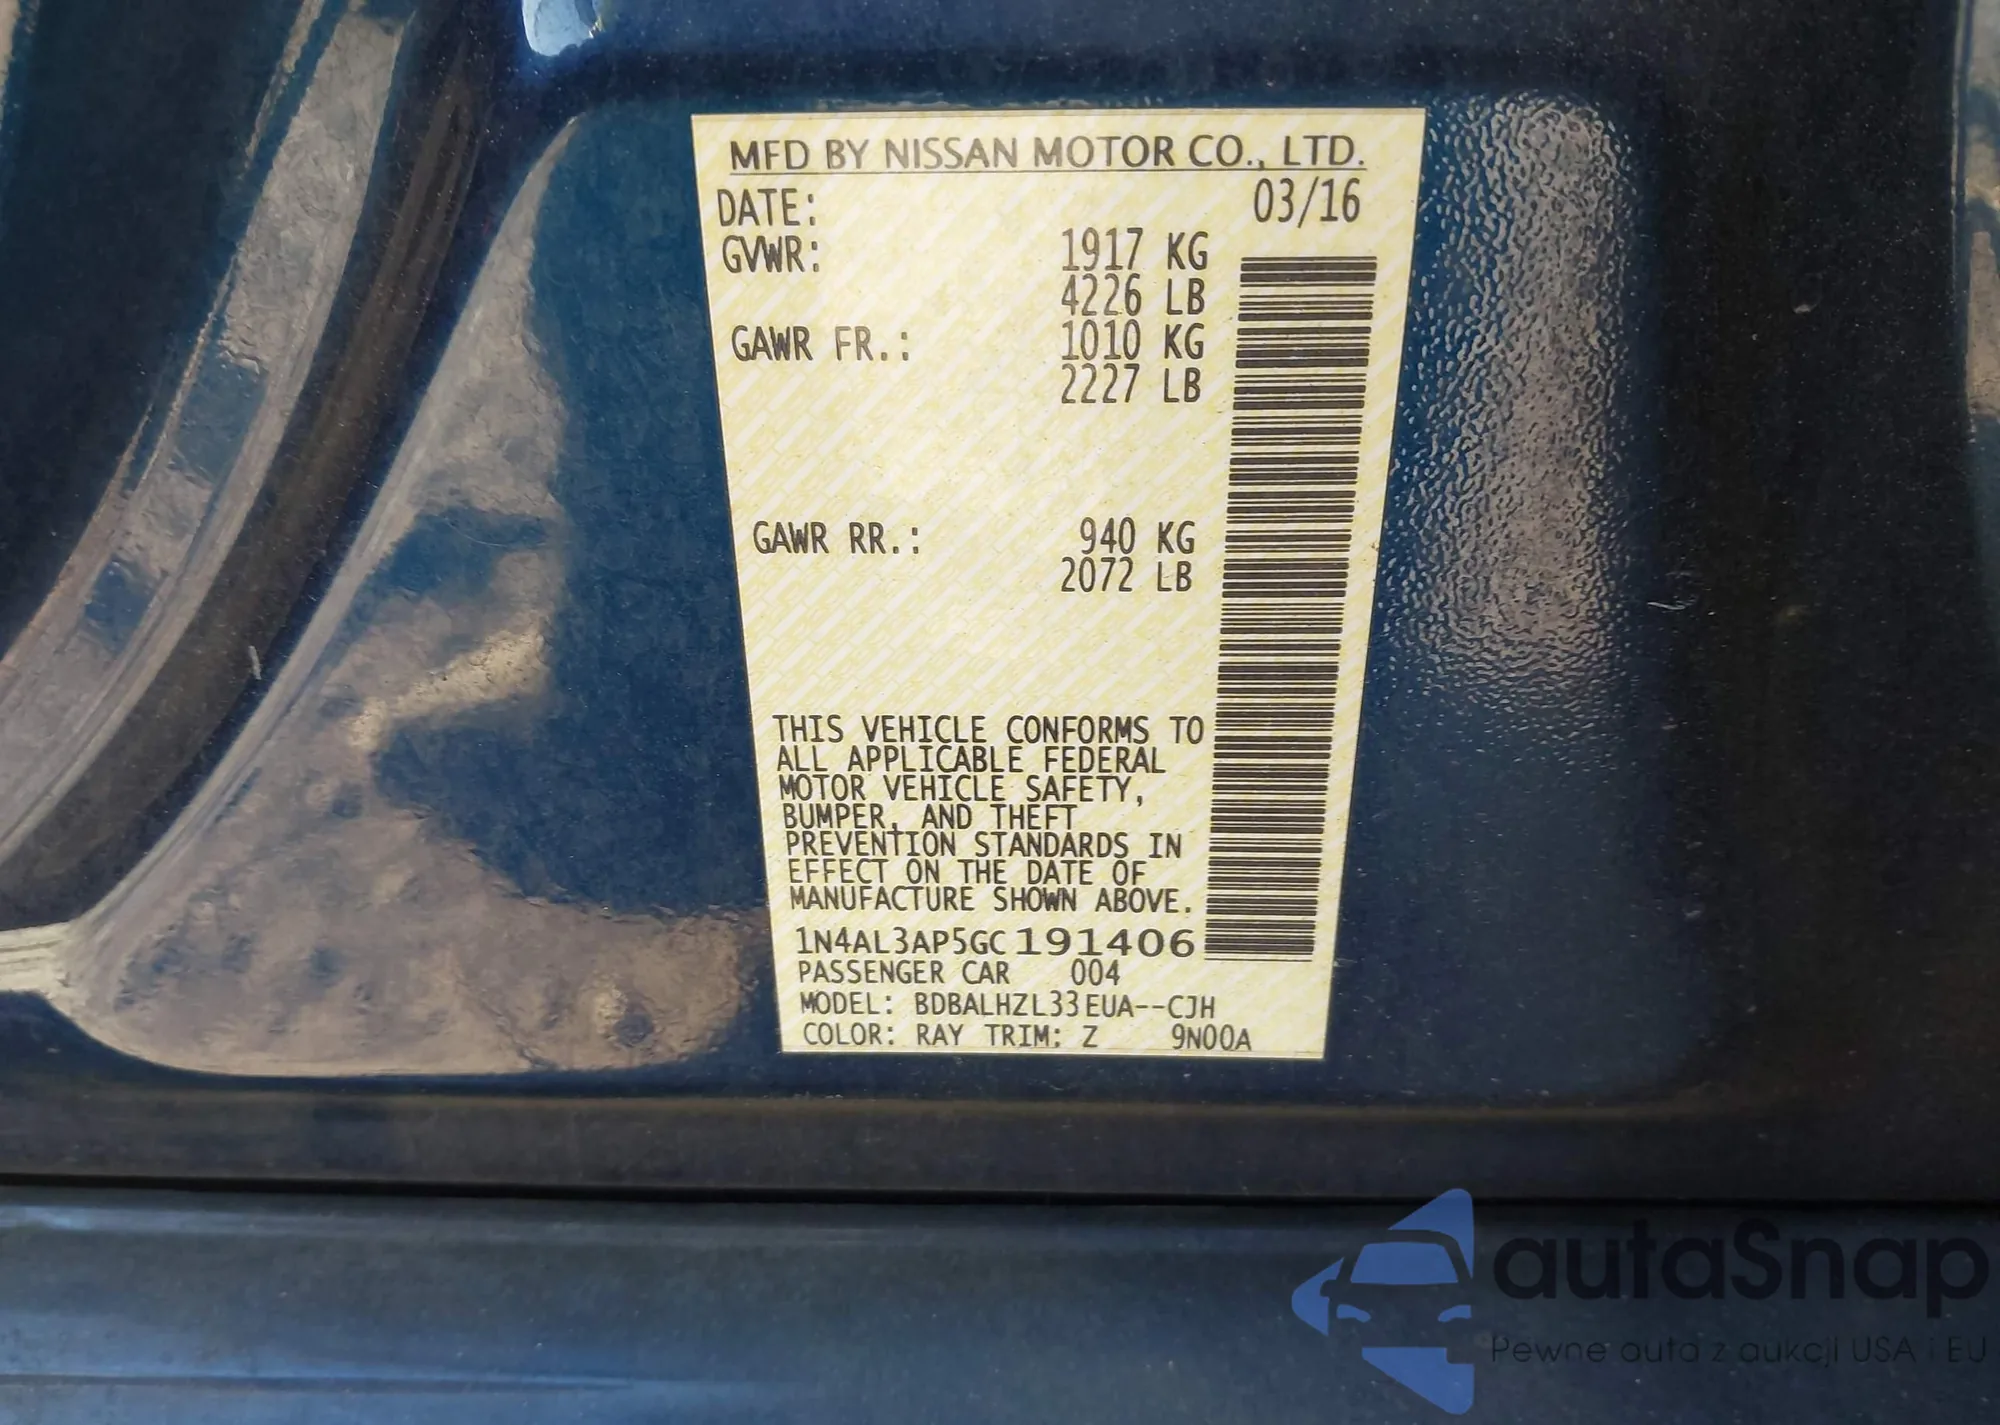 MFD BY NISSAN MOTOR CO., LTD.
DATE: 03/16
GVWR: 1917 KG
4226 LB
GAWR FR.: 1010 KG
2227 LB
GAWR RR.: 940 KG
2072 LB
THIS VEHICLE CONFORMS TO
ALL APPLICABLE FEDERAL
MOTOR VEHICLE SAFETY,
BUMPER, AND THEFT
PREVENTION STANDARDS IN
EFFECT ON THE DATE OF
MANUFACTURE SHOWN ABOVE.
1N4AL3AP5GC191406
PASSENGER CAR 004
MODEL: BDBALHZL33EUA--CJH
COLOR: RAY TRIM: Z 9N00A
autaSnap
Pewne auta z aukcji USA i EU